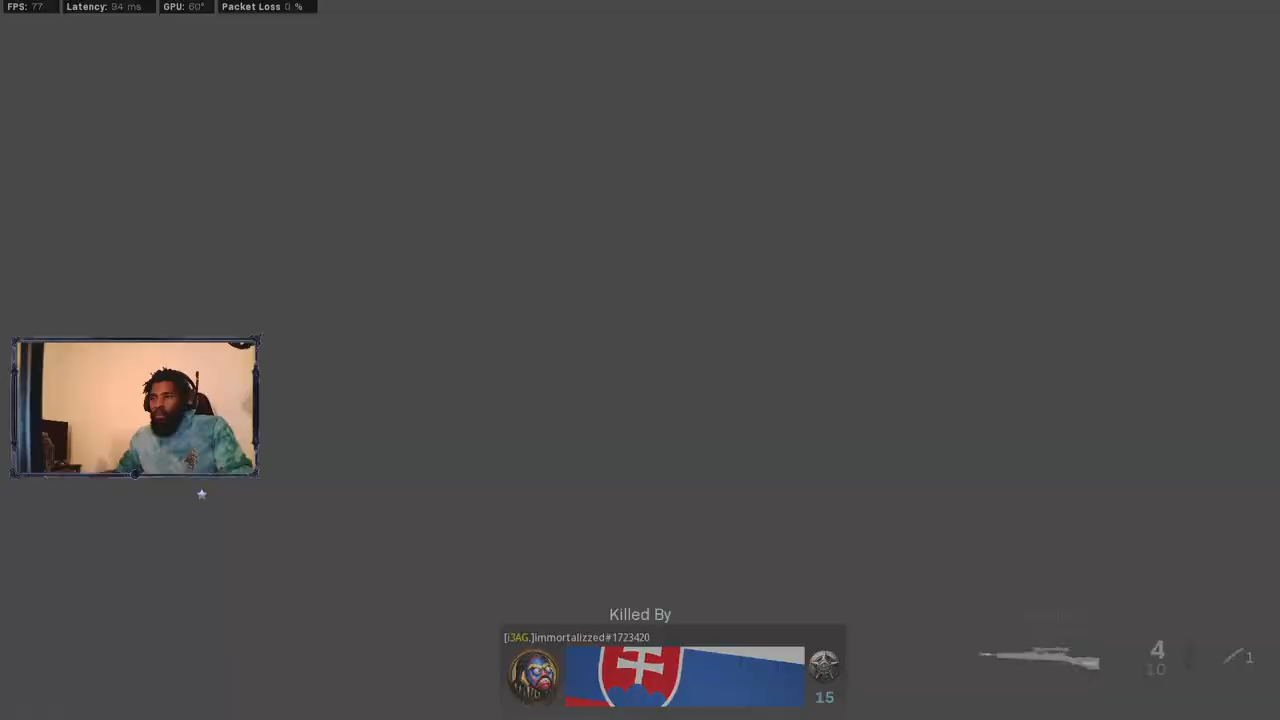 FPS: 77 Latency: 94 ms GPU: 60° Packet Loss 0 %
Killed By
[i3AG.]immortalizzed#1723420
15
4
10
1